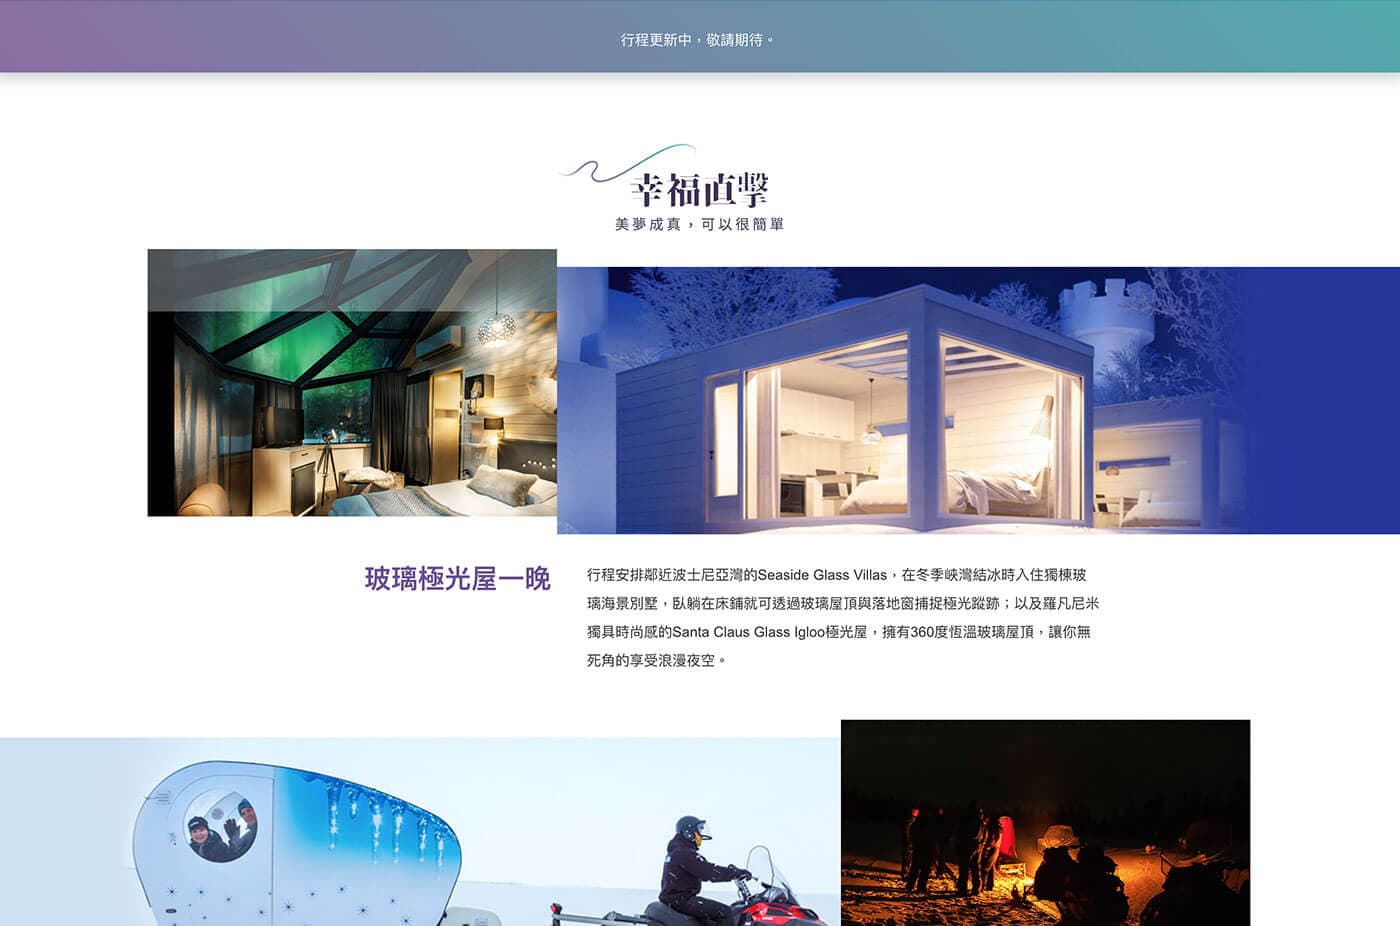 行程更新中，敬請期待。
幸福直擊
美夢成真，可以很簡單
玻璃極光屋一晚
行程安排鄰近波士尼亞灣的Seaside Glass Villas，在冬季峽灣結冰時入住獨棟玻
璃海景別墅，臥躺在床鋪就可透過玻璃屋頂與落地窗捕捉極光蹤跡；以及羅凡尼米
獨具時尚感的Santa Claus Glass Igloo極光屋，擁有360度恆溫玻璃屋頂，讓你無
死角的享受浪漫夜空。